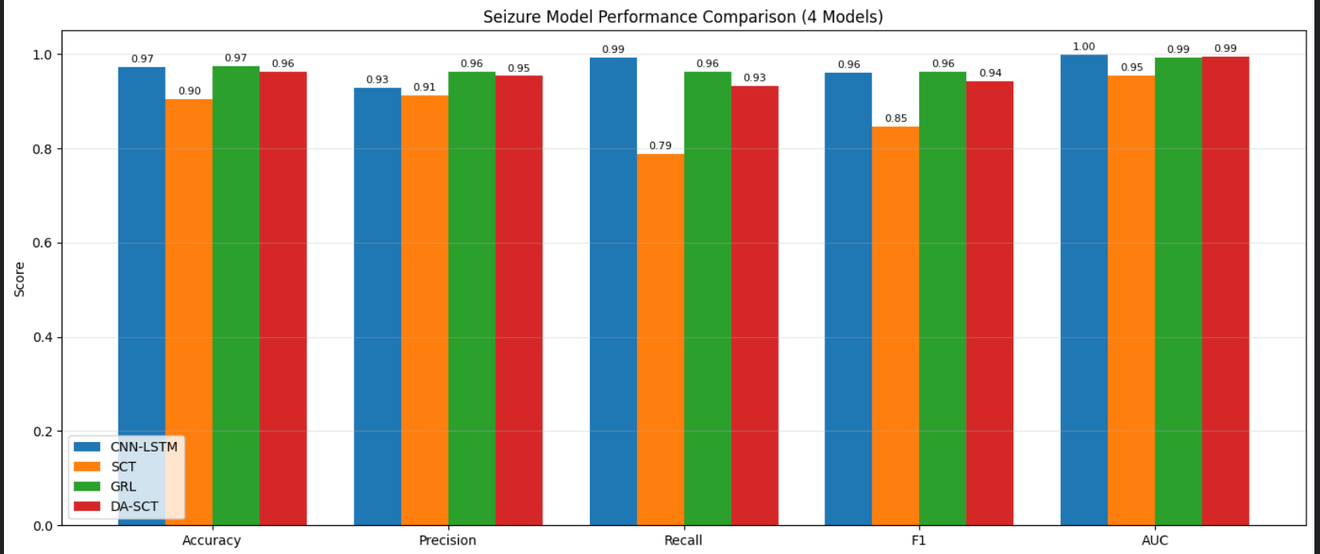 Seizure Model Performance Comparison (4 Models)
Score
1.0
0.8
0.6
0.4
0.2
0.0
0.97
0.90
0.97
0.96
0.93
0.91
0.96
0.95
0.99
0.79
0.96
0.93
0.96
0.85
0.96
0.94
1.00
0.95
0.99
0.99
CNN-LSTM
SCT
GRL
DA-SCT
Accuracy
Precision
Recall
F1
AUC